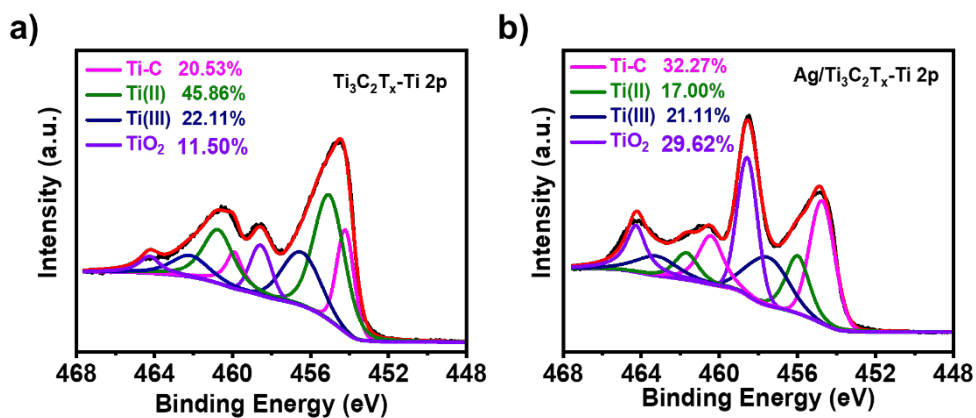 a)
Ti-C 20.53%
Ti(II) 45.86%
Ti(III) 22.11%
TiO₂ 11.50%
Ti₃C₂Tₓ-Ti 2p
Intensity (a.u.)
468 464 460 456 452 448
Binding Energy (eV)
b)
Ti-C 32.27%
Ti(II) 17.00%
Ti(III) 21.11%
TiO₂ 29.62%
Ag/Ti₃C₂Tₓ-Ti 2p
Intensity (a.u.)
468 464 460 456 452 448
Binding Energy (eV)